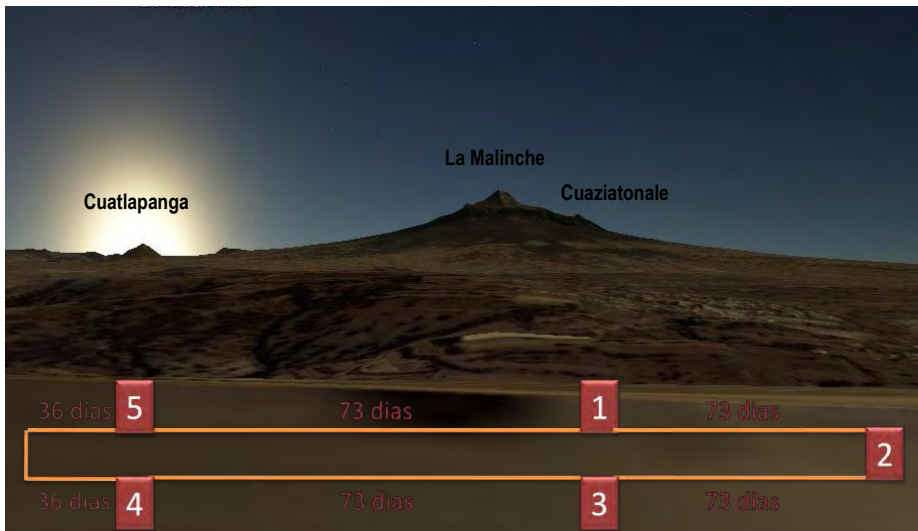 La Malinche
Cuaziatonale
Cuatlapanga
36 dias 5 73 dias 1 73 dias
2
36 dias 4 73 dias 3 73 dias